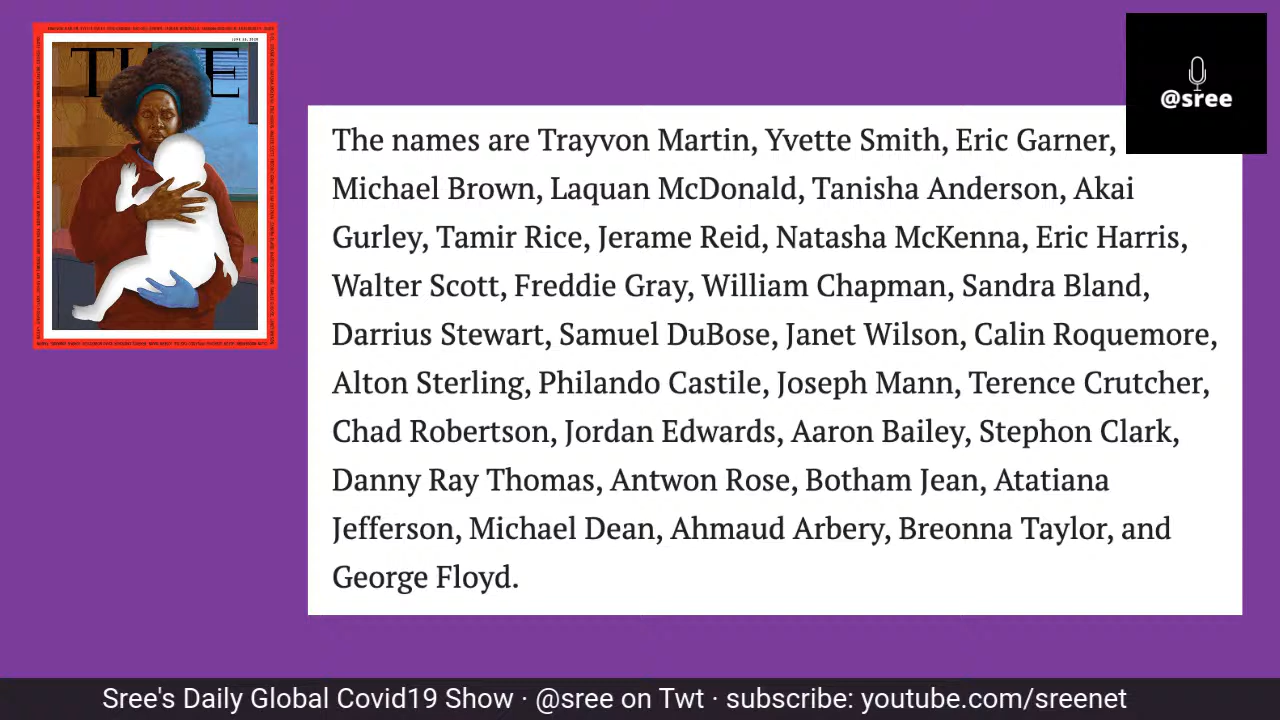 TIME
@sree
The names are Trayvon Martin, Yvette Smith, Eric Garner,
Michael Brown, Laquan McDonald, Tanisha Anderson, Akai
Gurley, Tamir Rice, Jerame Reid, Natasha McKenna, Eric Harris,
Walter Scott, Freddie Gray, William Chapman, Sandra Bland,
Darrius Stewart, Samuel DuBose, Janet Wilson, Calin Roquemore,
Alton Sterling, Philando Castile, Joseph Mann, Terence Crutcher,
Chad Robertson, Jordan Edwards, Aaron Bailey, Stephon Clark,
Danny Ray Thomas, Antwon Rose, Botham Jean, Atatiana
Jefferson, Michael Dean, Ahmaud Arbery, Breonna Taylor, and
George Floyd.
Sree's Daily Global Covid19 Show · @sree on Twt · subscribe: youtube.com/sreenet